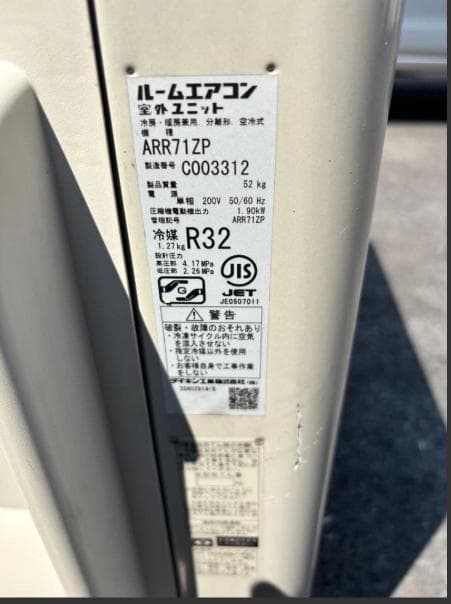 ルームエアコン
室外ユニット
冷房・暖房兼用、分離形、空冷式
機種
ARR71ZP
製造番号 C003312
製品質量 52 kg
電源
単相 200V 50/60 Hz
圧縮機電動機出力 1.90kW
管理記号 ARR71ZP
冷媒 R32
1.27kg
設計圧力
高圧部 4.17MPa
低圧部 2.26MPa
G
JIS
JET
JE0507011
警告
破裂・故障のおそれあり
・冷凍サイクル内に空気
を混入させない
・指定冷媒以外を使用
しない
・お客様自身で工事作業
をしない
ダイキン工業株式会社